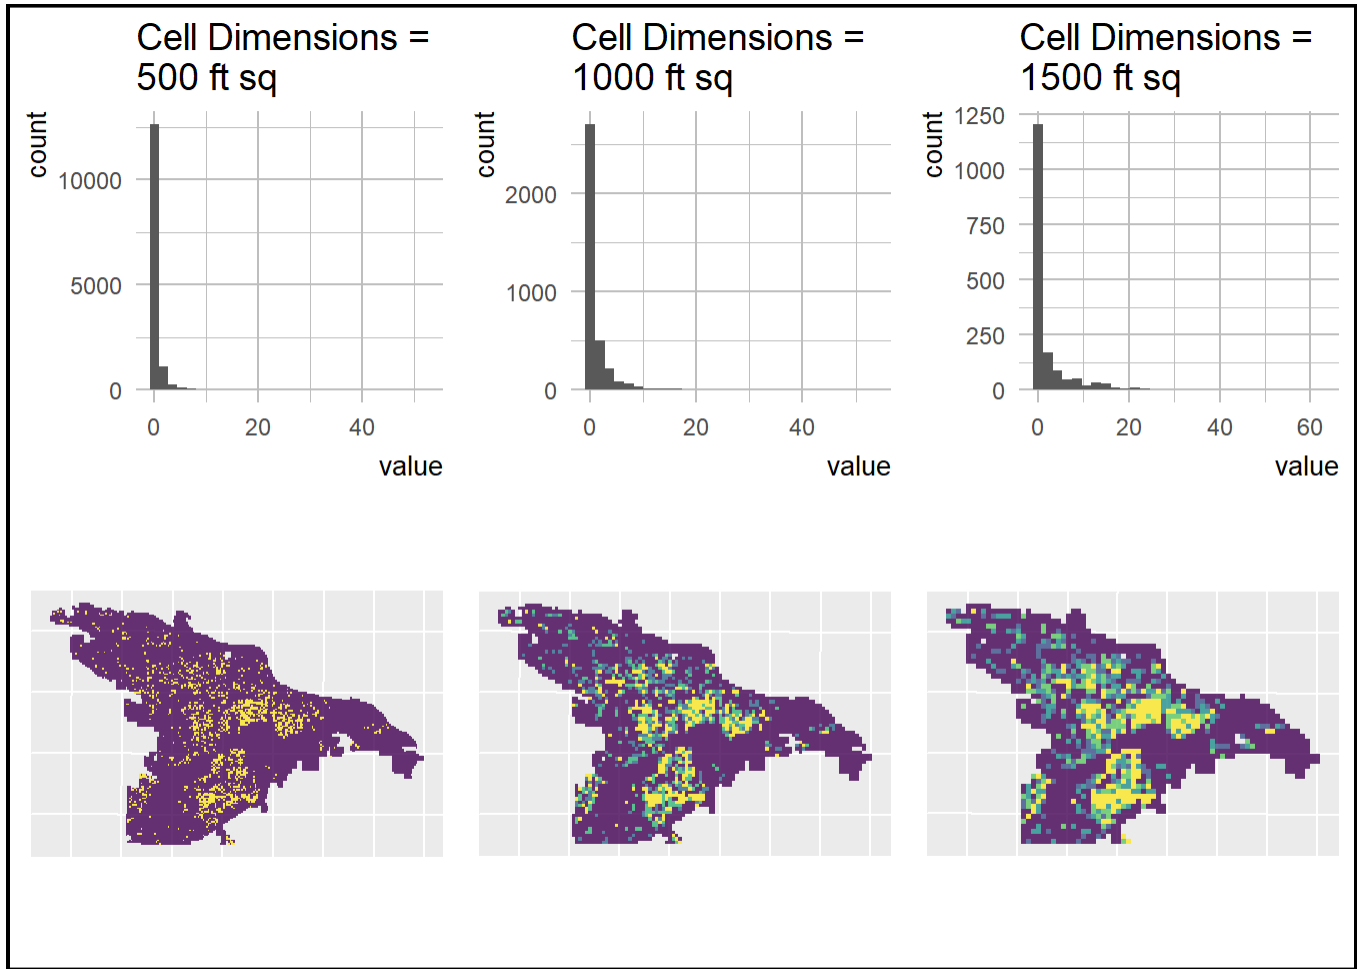 Cell Dimensions =
500 ft sq
count
10000
5000
0
0 20 40
value
Cell Dimensions =
1000 ft sq
count
2000
1000
0
0 20 40
value
Cell Dimensions =
1500 ft sq
count
1250
1000
750
500
250
0
0 20 40 60
value